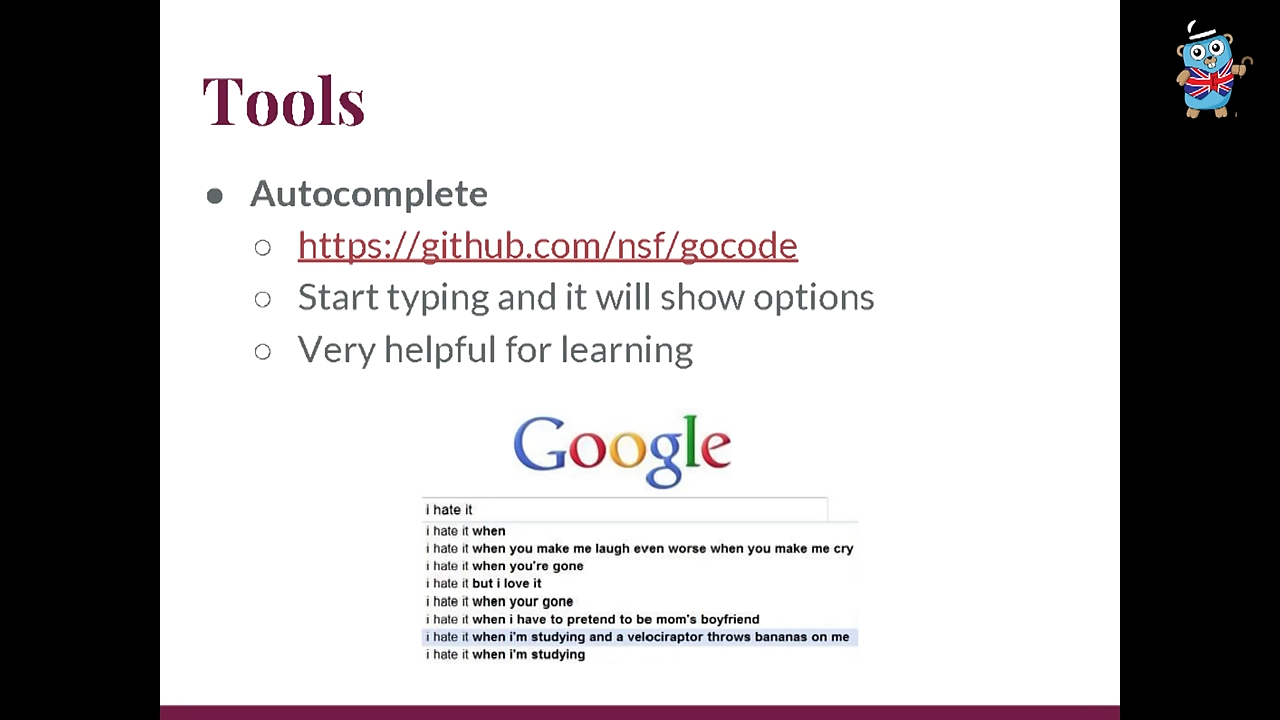 Tools
Autocomplete
https://github.com/nsf/gocode
Start typing and it will show options
Very helpful for learning
Google
i hate it
i hate it when
i hate it when you make me laugh even worse when you make me cry
i hate it when you're gone
i hate it but i love it
i hate it when your gone
i hate it when i have to pretend to be mom's boyfriend
i hate it when i'm studying and a velociraptor throws bananas on me
i hate it when i'm studying